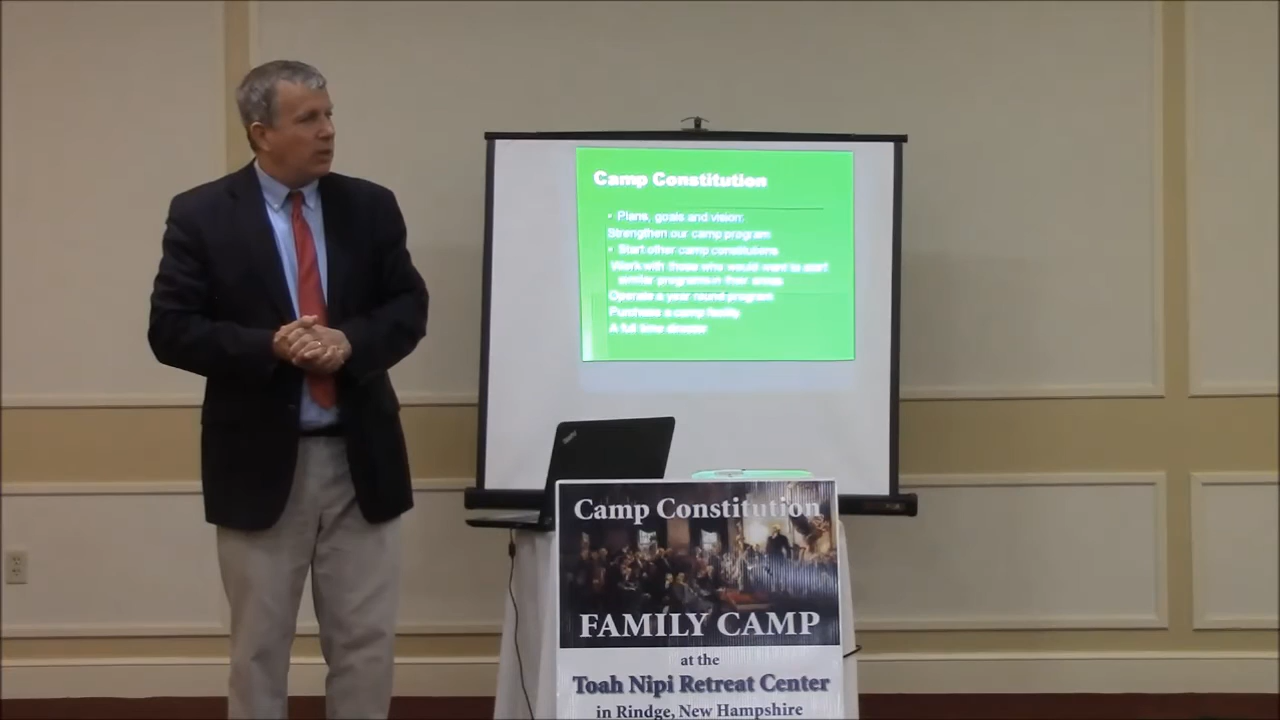 Camp Constitution
• Plans, goals and vision:
Strengthen our camp program
• Start other camp constitutions
Work with those who would want to start
similar program in their areas
Operate a year round program
Purchase a camp facility
A full time director
ThinkPad
Camp Constitution
FAMILY CAMP
at the
Toah Nipi Retreat Center
in Rindge, New Hampshire